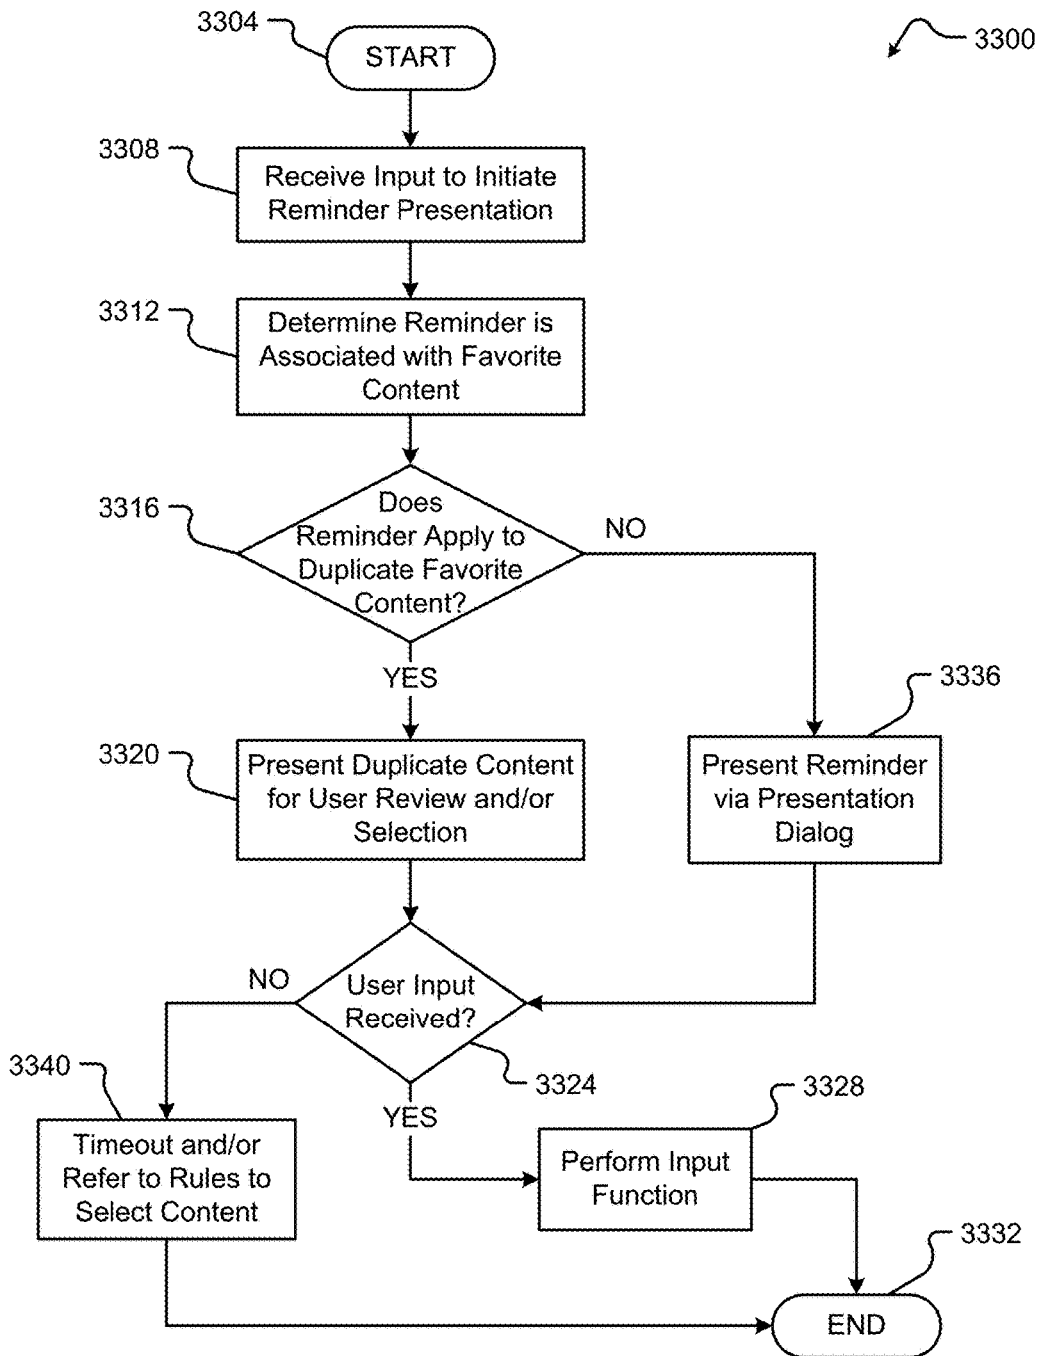 3304
START
3300
3308
Receive Input to Initiate
Reminder Presentation
3312
Determine Reminder is
Associated with Favorite
Content
3316
Does
Reminder Apply to
Duplicate Favorite
Content?
NO
YES
3336
3320
Present Duplicate Content
for User Review and/or
Selection
Present Reminder
via Presentation
Dialog
NO
User Input
Received?
3324
3340
YES
3328
Timeout and/or
Refer to Rules to
Select Content
Perform Input
Function
3332
END